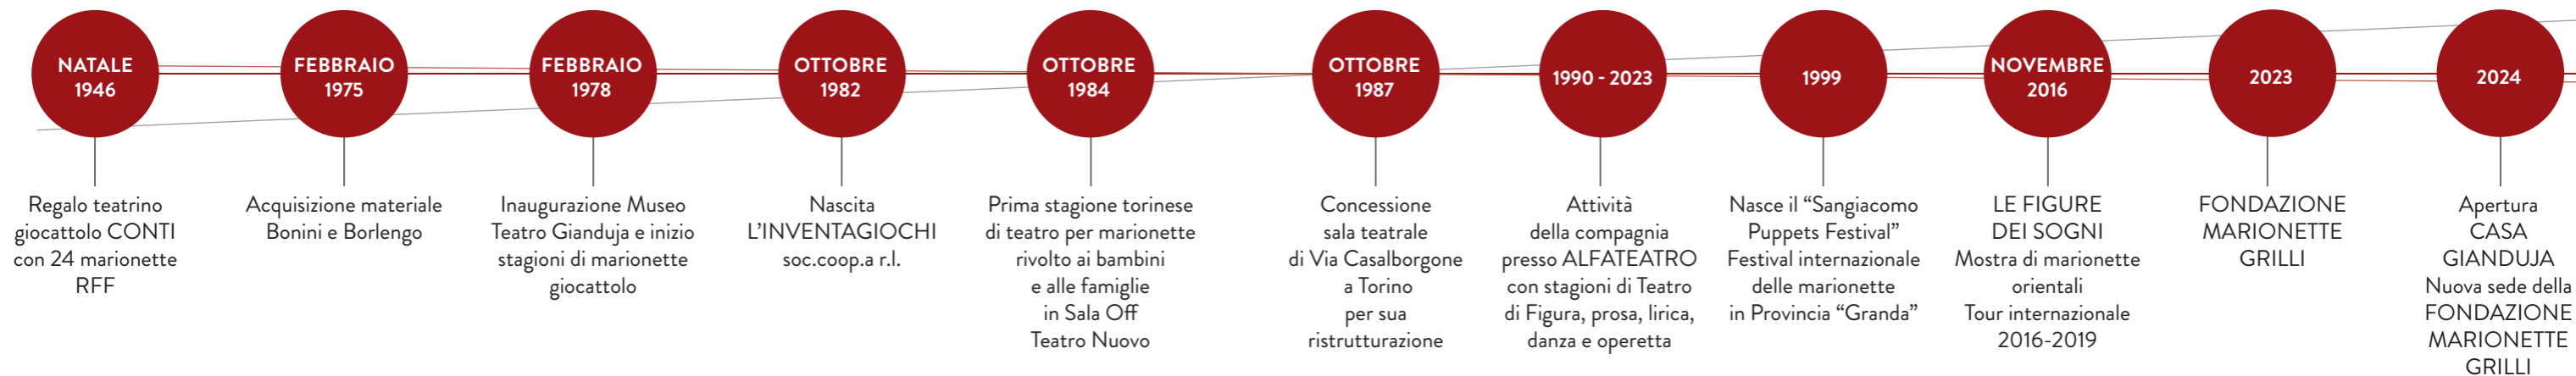 NATALE
1946
Regalo teatrino
giocattolo CONTI
con 24 marionette
RFF
FEBBRAIO
1975
Acquisizione materiale
Bonini e Borlengo
FEBBRAIO
1978
Inaugurazione Museo
Teatro Gianduja e inizio
stagioni di marionette
giocattolo
OTTOBRE
1982
Nascita
L'INVENTAGIOCHI
soc.coop.a r.l.
OTTOBRE
1984
Prima stagione torinese
di teatro per marionette
rivolto ai bambini
e alle famiglie
in Sala Off
Teatro Nuovo
OTTOBRE
1987
Concessione
sala teatrale
di Via Casalborgone
a Torino
per sua
ristrutturazione
1990 - 2023
Attività
della compagnia
presso ALFATEATRO
con stagioni di Teatro
di Figura, prosa, lirica,
danza e operetta
1999
Nasce il “Sangiacomo
Puppets Festival”
Festival internazionale
delle marionette
in Provincia “Granda”
NOVEMBRE
2016
LE FIGURE
DEI SOGNI
Mostra di marionette
orientali
Tour internazionale
2016-2019
2023
FONDAZIONE
MARIONETTE
GRILLI
2024
Apertura
CASA
GIANDUJA
Nuova sede della
FONDAZIONE
MARIONETTE
GRILLI